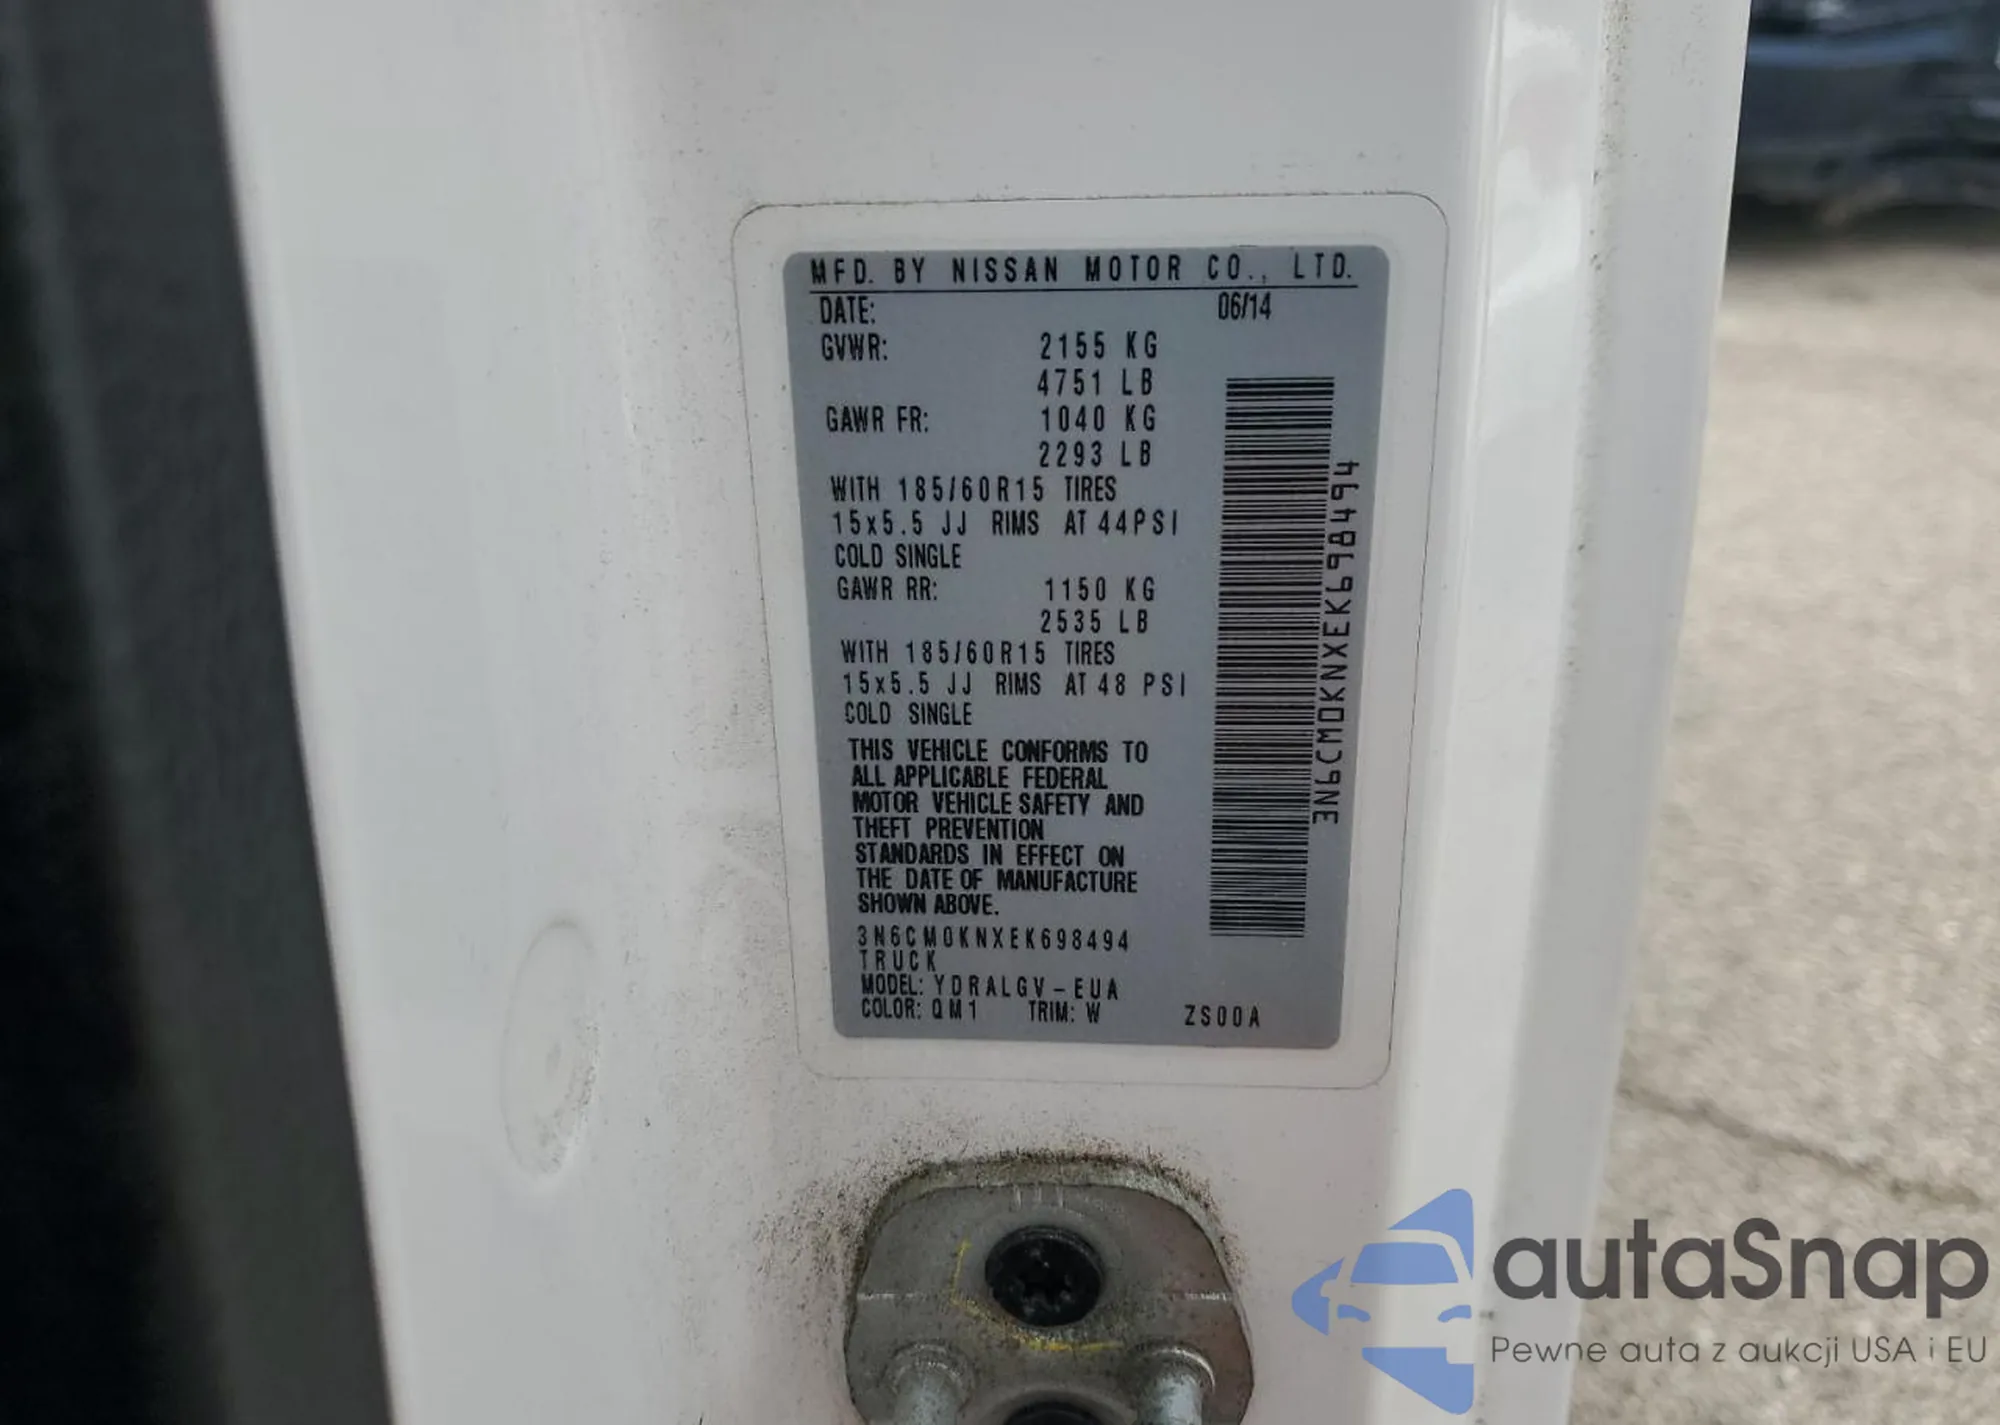 MFD. BY NISSAN MOTOR CO., LTD.
DATE: 06/14
GVWR: 2155 KG
4751 LB
GAWR FR: 1040 KG
2293 LB
WITH 185/60R15 TIRES
15x5.5 JJ RIMS AT 44PSI
COLD SINGLE
GAWR RR: 1150 KG
2535 LB
WITH 185/60R15 TIRES
15x5.5 JJ RIMS AT 48 PSI
COLD SINGLE
THIS VEHICLE CONFORMS TO
ALL APPLICABLE FEDERAL
MOTOR VEHICLE SAFETY AND
THEFT PREVENTION
STANDARDS IN EFFECT ON
THE DATE OF MANUFACTURE
SHOWN ABOVE.
3N6CM0KNXEK698494
TRUCK
MODEL: YDRALGV-EUA
COLOR: QM1 TRIM: W ZS00A
3N6CM0KNXEK698494
autaSnap
Pewne auta z aukcji USA i EU